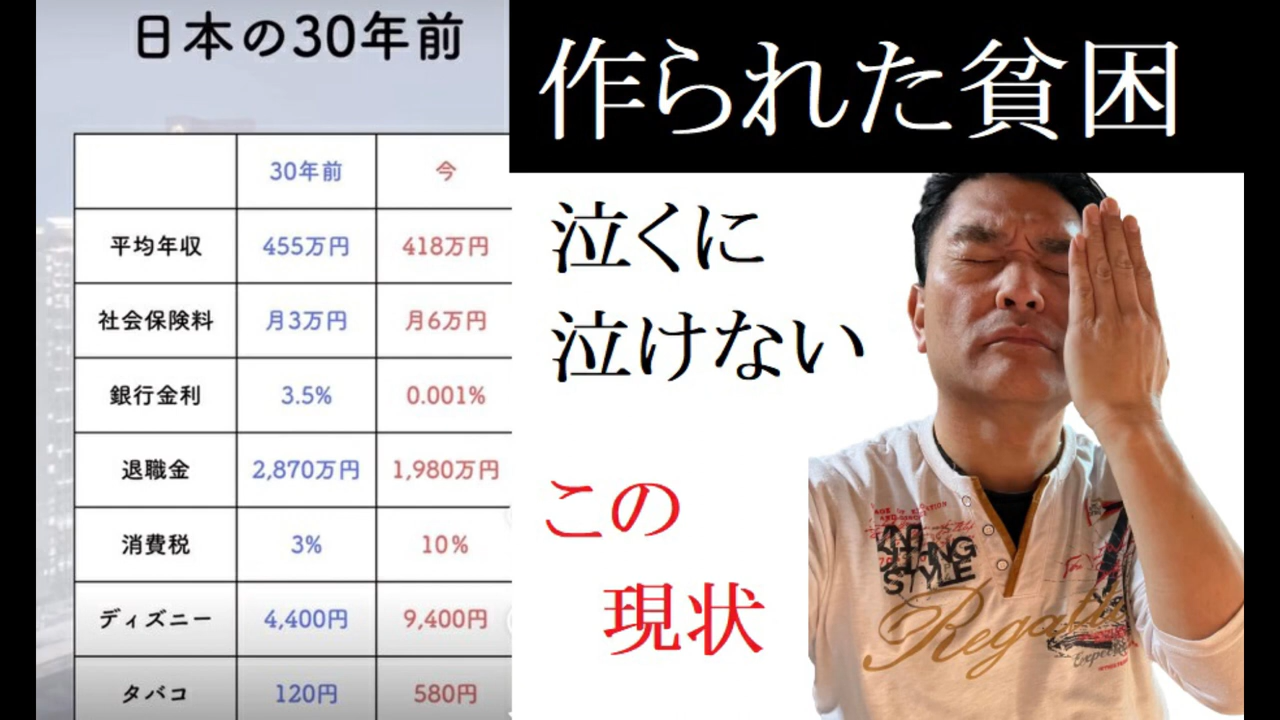 日本の30年前
30年前 今
平均年収 455万円 418万円
社会保険料 月3万円 月6万円
銀行金利 3.5% 0.001%
退職金 2,870万円 1,980万円
消費税 3% 10%
ディズニー 4,400円 9,400円
タバコ 120円 580円
作られた貧困
泣くに
泣けない
この
現状
STYLE
Regatta